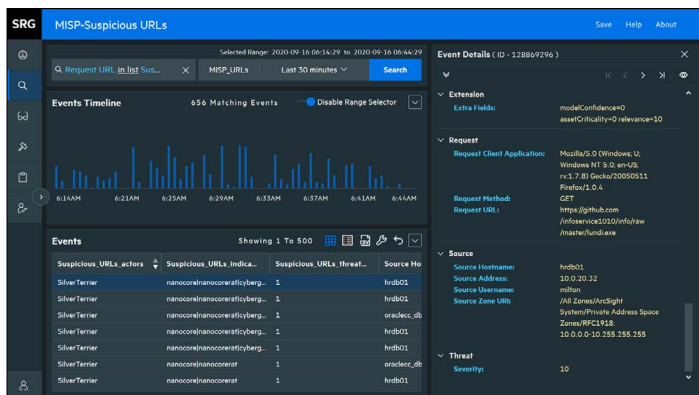 SRG
MISP-Suspicious URLs
Save Help About
Selected Range: 2020-09-16 06:14:29 to 2020-09-16 06:44:29
Request URL in list Sus... MISP_URLs Last 30 minutes Search
Events Timeline 656 Matching Events Disable Range Selector
6:14AM 6:21AM 6:25AM 6:29AM 6:33AM 6:37AM 6:41AM 6:44AM
Events Showing 1 To 500
Suspicious_URLs_actors Suspicious_URLs_indica... Suspicious_URLs_threat... Source Ho
SilverTerrier nanocore|nanocorerat|cyberg... 1 hrdb01
SilverTerrier nanocore|nanocorerat|cyberg... 1 hrdb01
SilverTerrier nanocore|nanocorerat|cyberg... 1 oraclecc_db
SilverTerrier nanocore|nanocorerat|cyberg... 1 hrdb01
SilverTerrier nanocore|nanocorerat|cyberg... 1 hrdb01
SilverTerrier nanocore|nanocorerat 1 oraclecc_db
SilverTerrier nanocore|nanocorerat 1 hrdb01
Event Details ( ID - 128869296 )
Extension
Extra Fields: modelConfidence=0
assetCriticality=0 relevance=10
Request
Request Client Application: Mozilla/5.0 (Windows; U;
Windows NT 5.0; en-US;
rv:1.7.8) Gecko/20050511
Firefox/1.0.4
Request Method: GET
Request URL: https://github.com
/infoservice1010/info/raw
/master/lundi.exe
Source
Source Hostname: hrdb01
Source Address: 10.0.20.32
Source Username: milton
Source Zone URI: /All Zones/ArcSight
System/Private Address Space
Zones/RFC1918:
10.0.0.0-10.255.255.255
Threat
Severity: 10